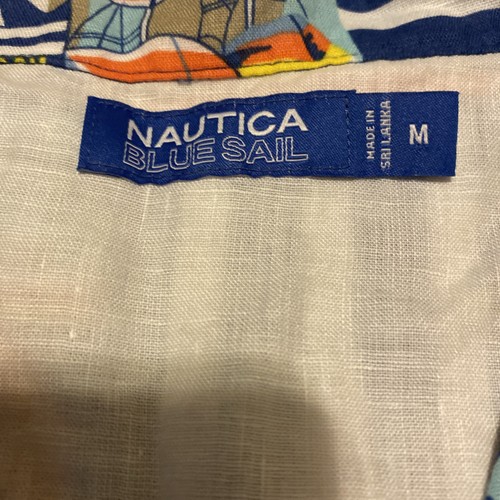 NAUTICA
BLUE SAIL
MADE IN
SRI LANKA
M